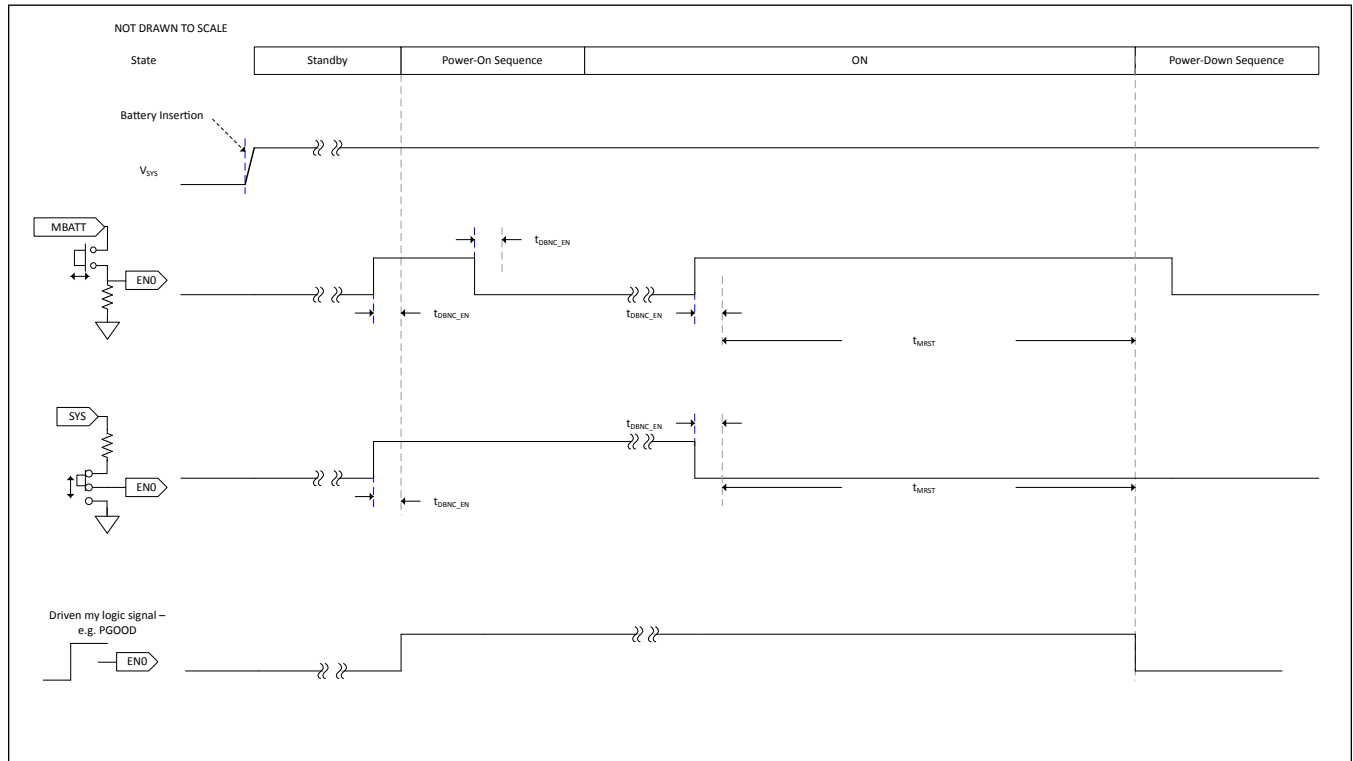 NOT DRAWN TO SCALE
State
Standby
Power-On Sequence
ON
Power-Down Sequence
Battery Insertion
VSYS
MBATT
EN0
tDBNC_EN
tDBNC_EN
tDBNC_EN
tMRST
SYS
EN0
tDBNC_EN
tDBNC_EN
tMRST
Driven my logic signal –
e.g. PGOOD
EN0